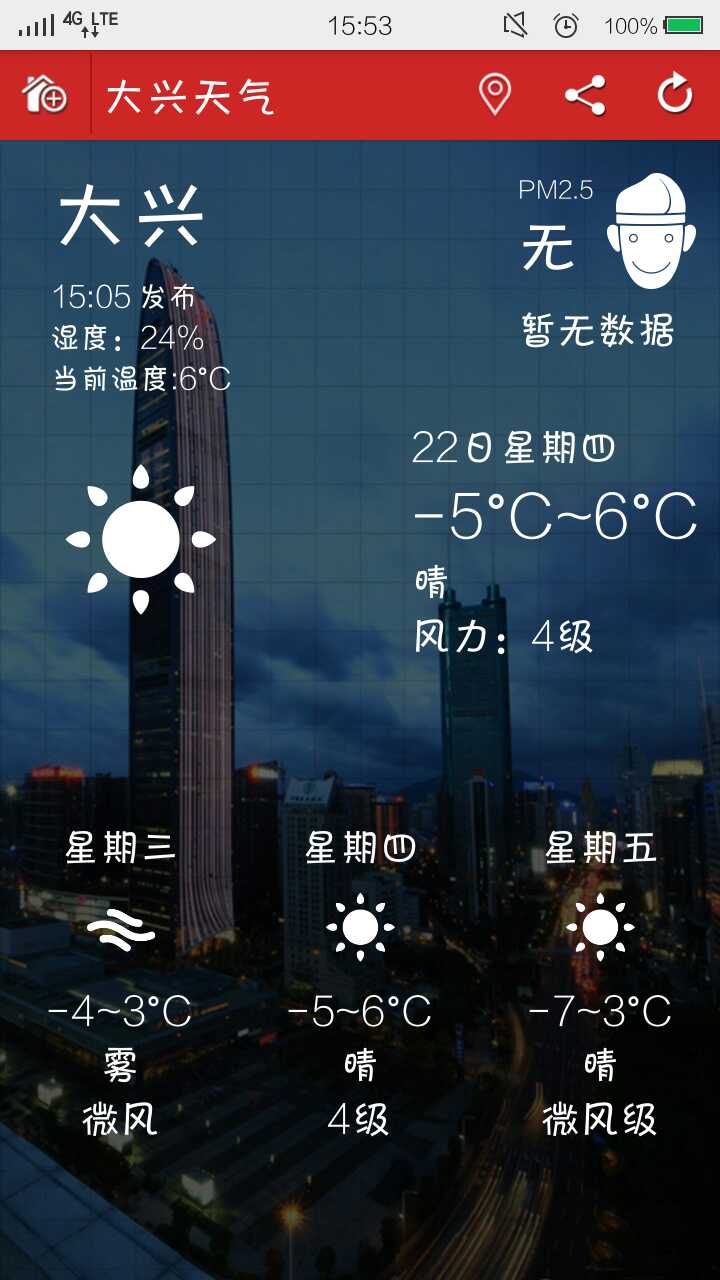 4G LTE 15:53 100%
大兴天气
大兴
PM2.5
无
暂无数据
15:05 发布
湿度：24%
当前温度:6°C
22日星期四
-5°C~6°C
晴
风力：4级
星期三 星期四 星期五
-4~3°C -5~6°C -7~3°C
雾 晴 晴
微风 4级 微风级